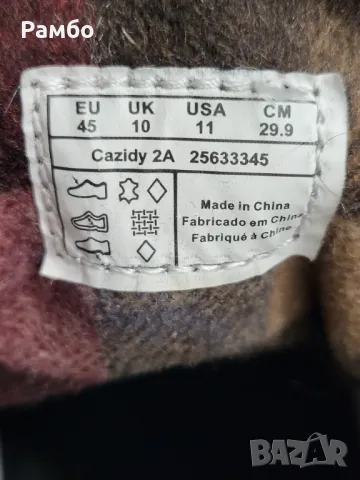 Рамбо
EU UK USA CM
45 10 11 29.9
Cazidy 2A 25633345
Made in China
Fabricado em China
Fabriqué à China
BAZAR